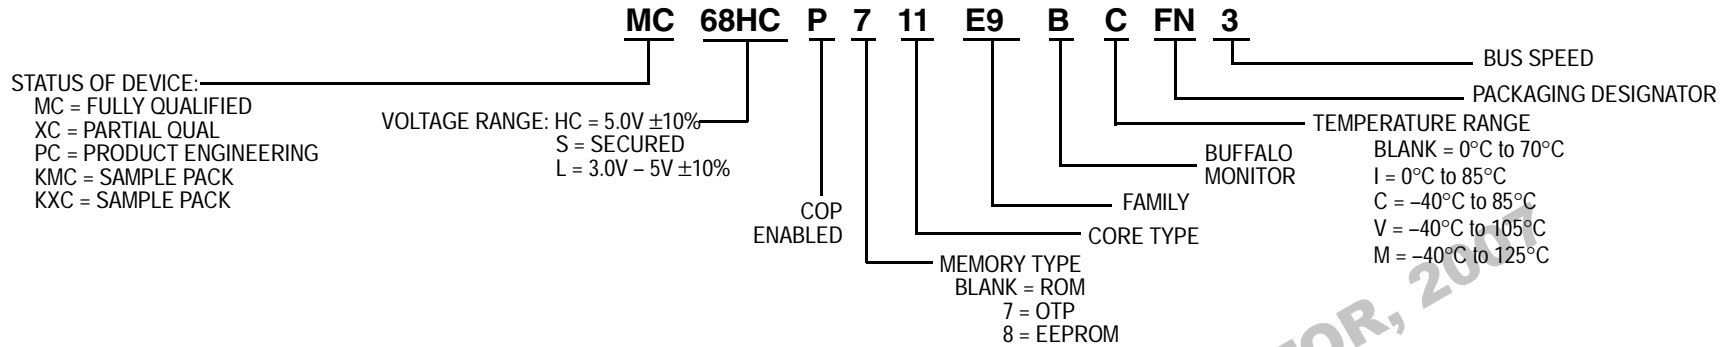 MC 68HC P 7 11 E9 B C FN 3
BUS SPEED
PACKAGING DESIGNATOR
TEMPERATURE RANGE
BLANK = 0°C to 70°C
I = 0°C to 85°C
C = –40°C to 85°C
V = –40°C to 105°C
M = –40°C to 125°C
BUFFALO
MONITOR
FAMILY
CORE TYPE
MEMORY TYPE
BLANK = ROM
7 = OTP
8 = EEPROM
COP
ENABLED
VOLTAGE RANGE: HC = 5.0V ±10%
S = SECURED
L = 3.0V – 5V ±10%
STATUS OF DEVICE:
MC = FULLY QUALIFIED
XC = PARTIAL QUAL
PC = PRODUCT ENGINEERING
KMC = SAMPLE PACK
KXC = SAMPLE PACK
2007